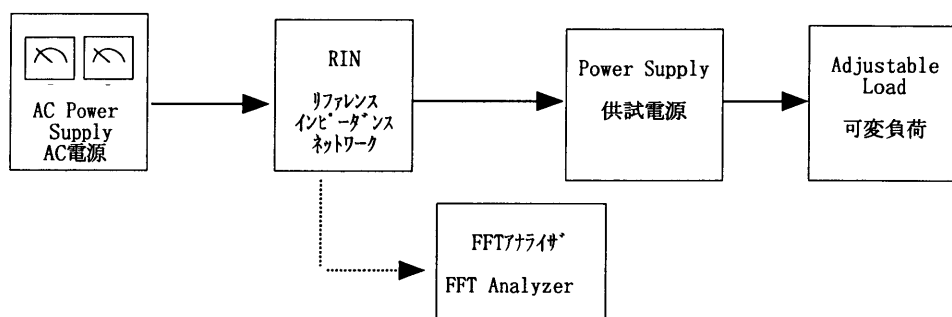 AC Power
Supply
AC電源
RIN
リファレンス
インピーダンス
ネットワーク
Power Supply
供試電源
Adjustable
Load
可変負荷
FFTアナライザ
FFT Analyzer